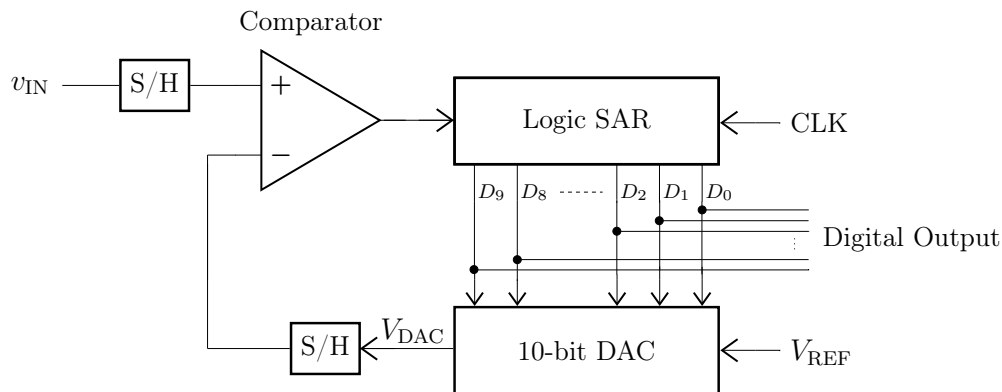 Comparator
v_IN
S/H
+
−
Logic SAR
CLK
D_9 D_8 D_2 D_1 D_0
Digital Output
S/H
V_DAC
10-bit DAC
V_REF